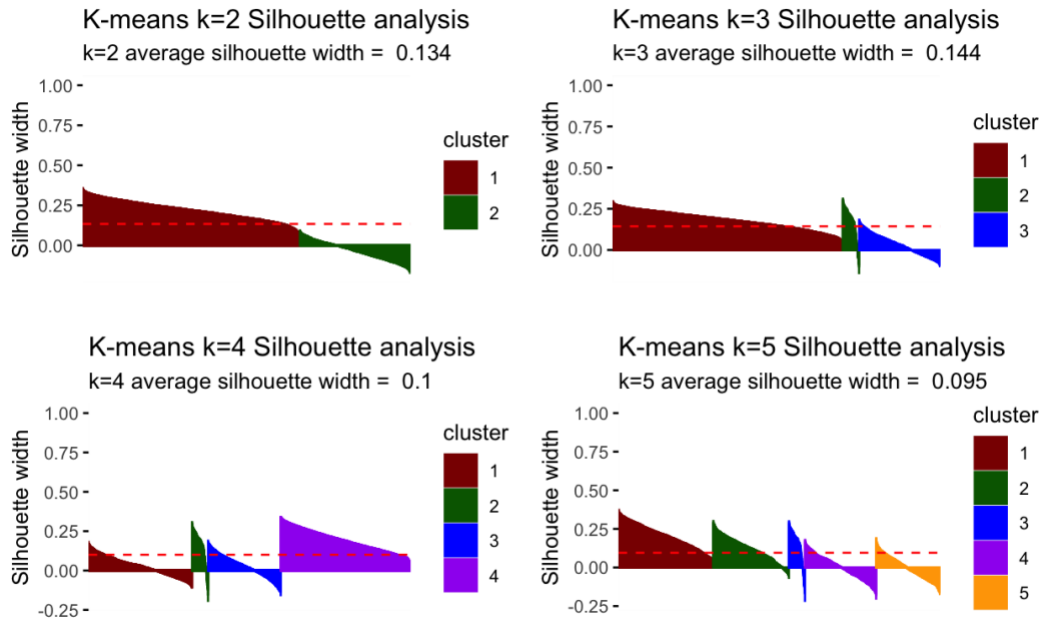 K-means k=2 Silhouette analysis
k=2 average silhouette width = 0.134
1.00
0.75
0.50
0.25
0.00
Silhouette width
cluster
1
2
K-means k=3 Silhouette analysis
k=3 average silhouette width = 0.144
1.00
0.75
0.50
0.25
0.00
Silhouette width
cluster
1
2
3
K-means k=4 Silhouette analysis
k=4 average silhouette width = 0.1
1.00
0.75
0.50
0.25
0.00
-0.25
Silhouette width
cluster
1
2
3
4
K-means k=5 Silhouette analysis
k=5 average silhouette width = 0.095
1.00
0.75
0.50
0.25
0.00
-0.25
Silhouette width
cluster
1
2
3
4
5